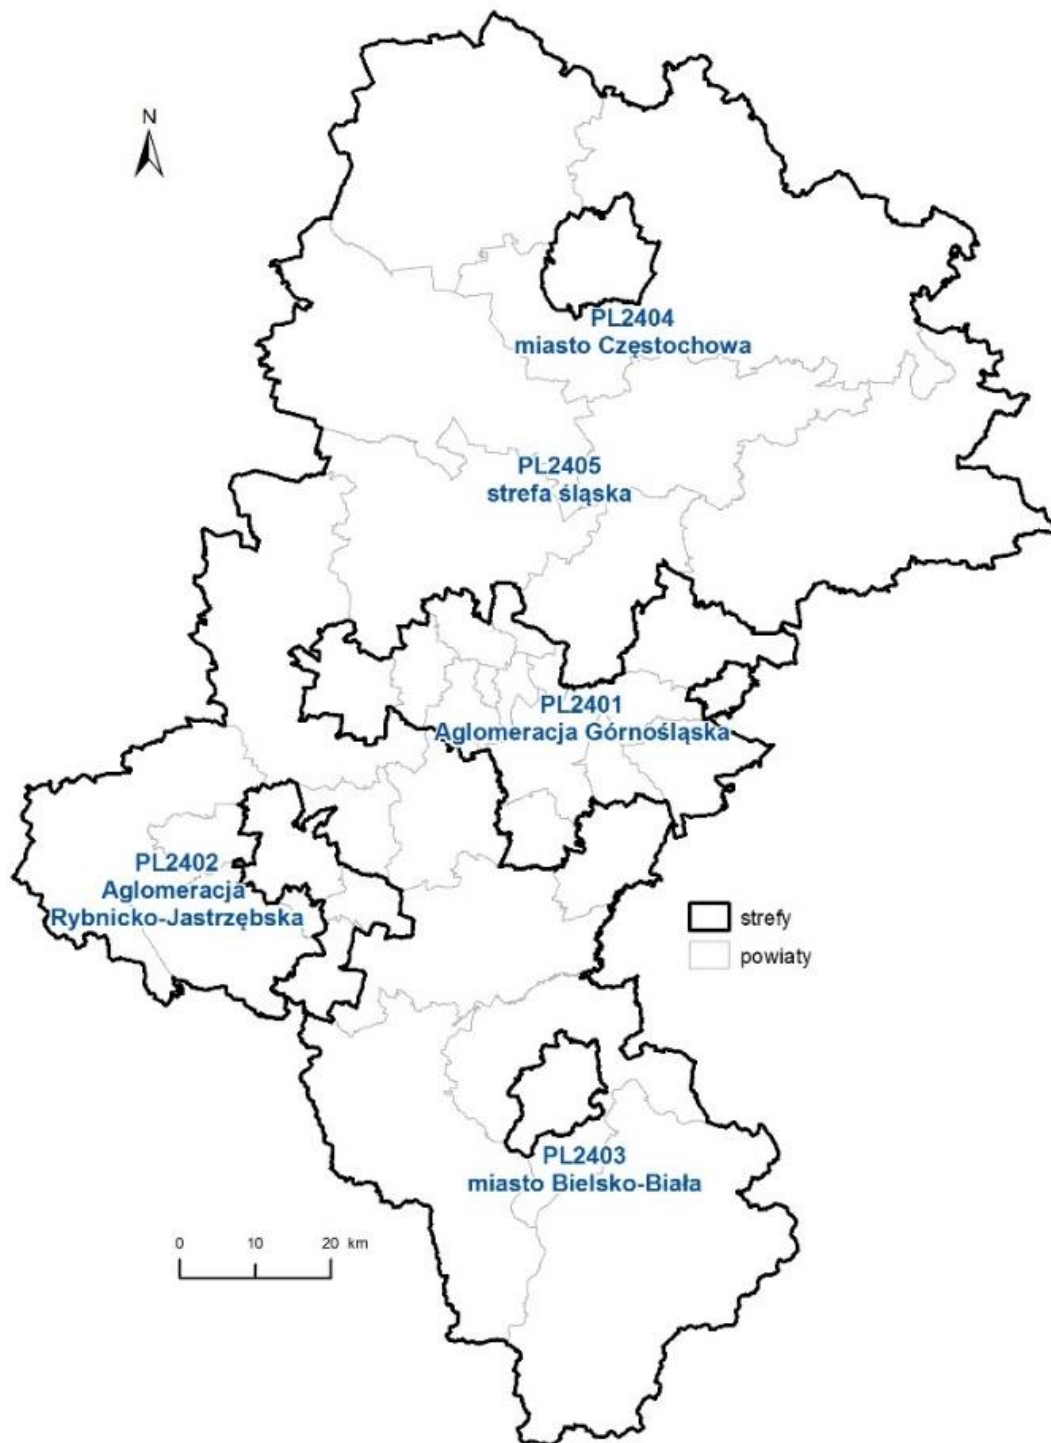 N
PL2404
miasto Częstochowa
PL2405
strefa śląska
PL2401
Aglomeracja Górnośląska
PL2402
Aglomeracja
Rybnicko-Jastrzębska
strefy
powiaty
PL2403
miasto Bielsko-Biała
0 10 20 km